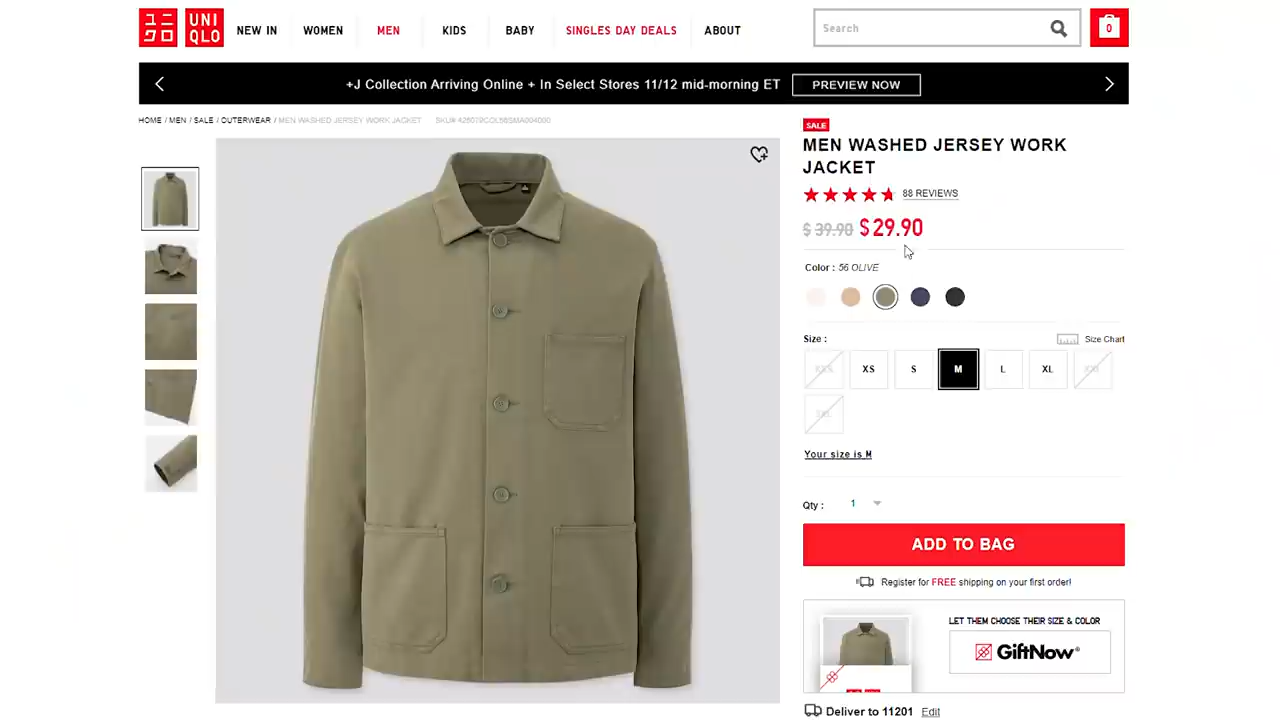 ユニ
クロ
UNI
QLO
NEW IN
WOMEN
MEN
KIDS
BABY
SINGLES DAY DEALS
ABOUT
Search
0
+J Collection Arriving Online + In Select Stores 11/12 mid-morning ET
PREVIEW NOW
HOME / MEN / SALE / OUTERWEAR / MEN WASHED JERSEY WORK JACKET
SALE
MEN WASHED JERSEY WORK
JACKET
88 REVIEWS
$ 39.90 $ 29.90
Color : 56 OLIVE
Size :
Size Chart
XS
S
M
L
XL
Your size is M
Qty :
1
ADD TO BAG
Register for FREE shipping on your first order!
LET THEM CHOOSE THEIR SIZE & COLOR
GiftNow®
Deliver to 11201 Edit